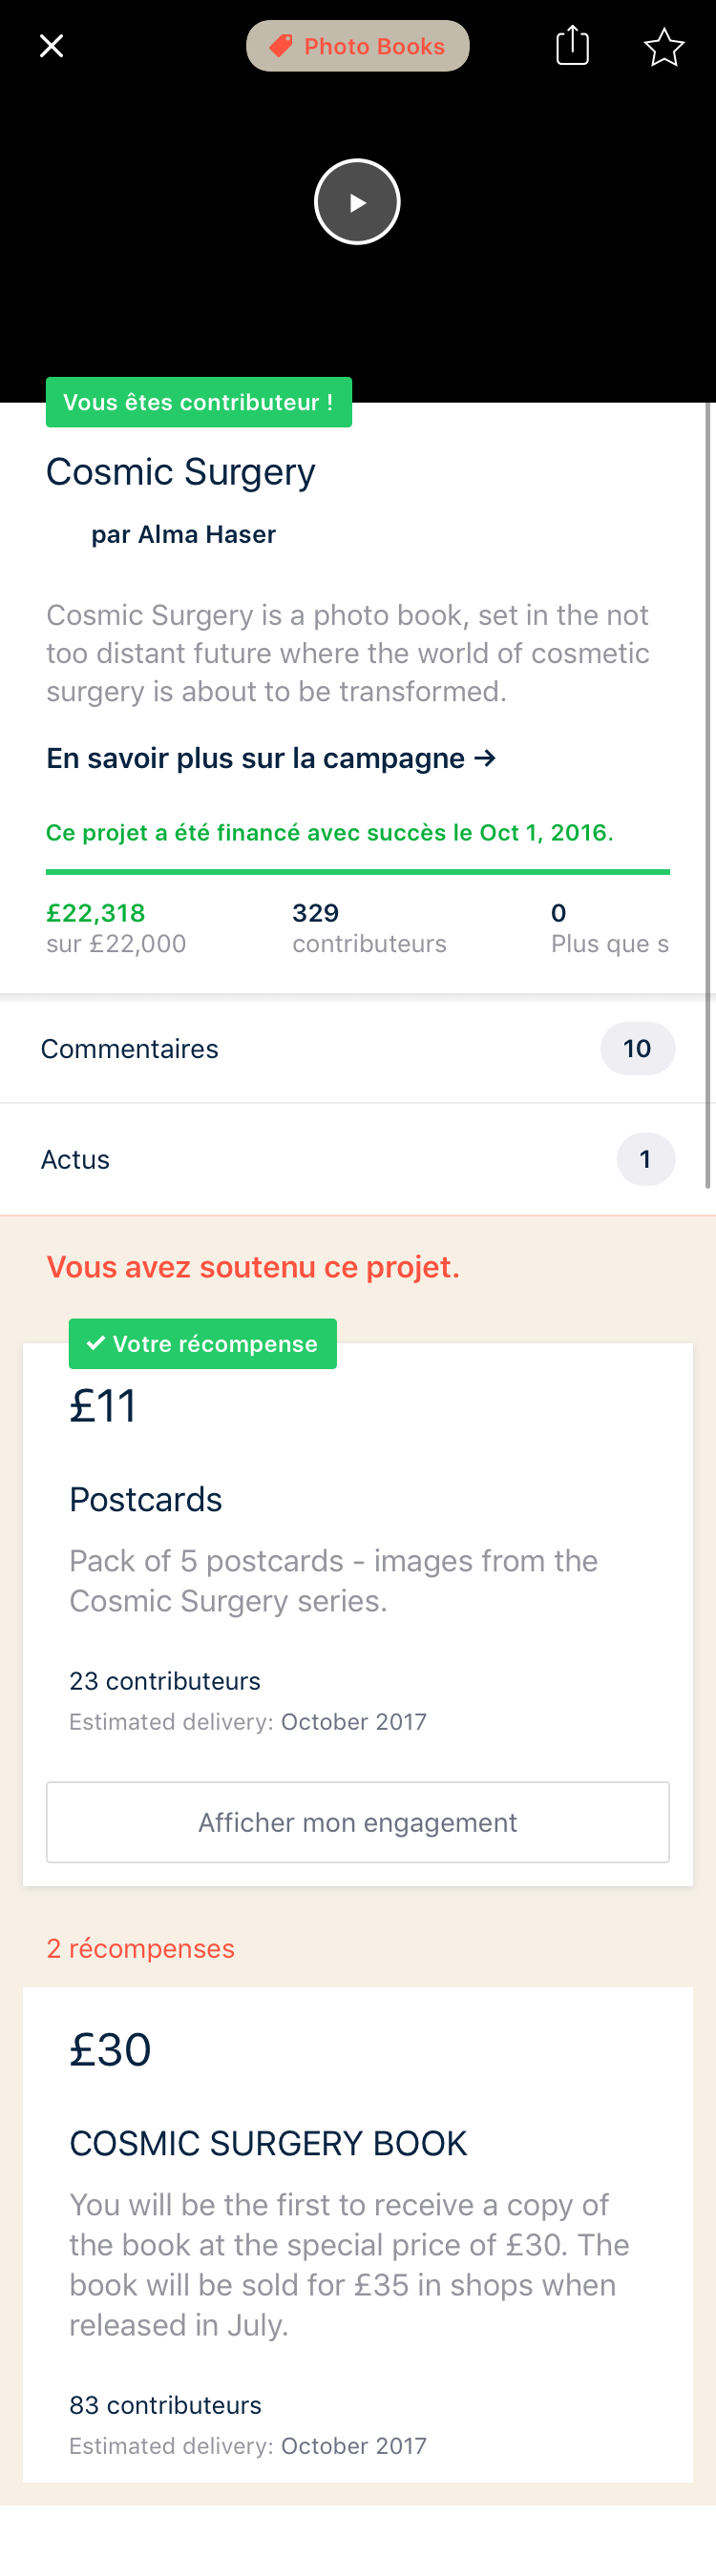 Photo Books
Vous êtes contributeur !
Cosmic Surgery
par Alma Haser
Cosmic Surgery is a photo book, set in the not
too distant future where the world of cosmetic
surgery is about to be transformed.
En savoir plus sur la campagne →
Ce projet a été financé avec succès le Oct 1, 2016.
£22,318 329 0
sur £22,000 contributeurs Plus que s
Commentaires 10
Actus 1
Vous avez soutenu ce projet.
✓ Votre récompense
£11
Postcards
Pack of 5 postcards - images from the
Cosmic Surgery series.
23 contributeurs
Estimated delivery: October 2017
Afficher mon engagement
2 récompenses
£30
COSMIC SURGERY BOOK
You will be the first to receive a copy of
the book at the special price of £30. The
book will be sold for £35 in shops when
released in July.
83 contributeurs
Estimated delivery: October 2017